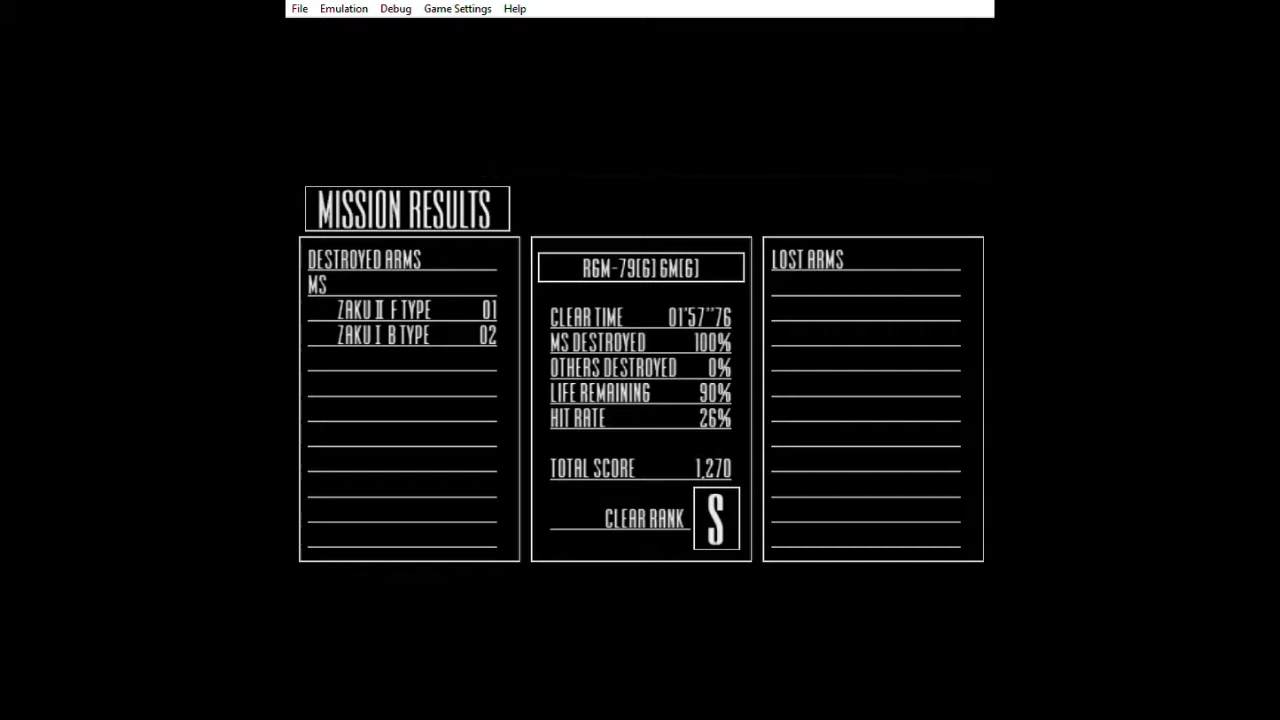 File Emulation Debug Game Settings Help
MISSION RESULTS
DESTROYED ARMS
MS
ZAKU II F TYPE 01
ZAKU I B TYPE 02
RGM-79[G] GM[G]
CLEAR TIME 01'57"76
MS DESTROYED 100%
OTHERS DESTROYED 0%
LIFE REMAINING 90%
HIT RATE 26%
TOTAL SCORE 1,270
CLEAR RANK S
LOST ARMS